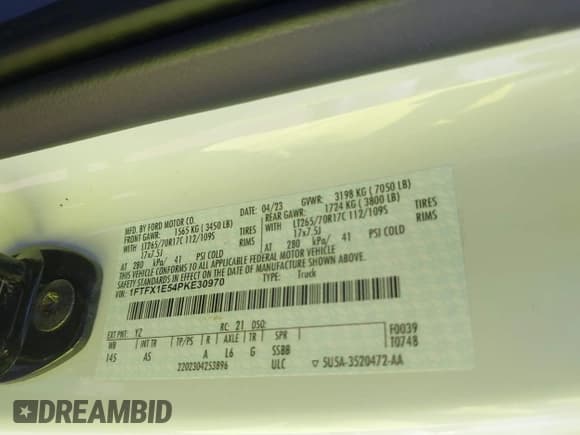 MFD. BY FORD MOTOR CO. 04/23 GVWR: 3198 KG ( 7050 LB)
FRONT GAWR: 1565 KG ( 3450 LB) REAR GAWR: 1724 KG ( 3800 LB)
WITH LT265/70R17C 112/109S TIRES WITH LT265/70R17C 112/109S TIRES
17x7.5J RIMS 17x7.5J RIMS
AT 280 kPa/ 41 PSI COLD AT 280 kPa/ 41 PSI COLD
THIS VEHICLE CONFORMS TO ALL APPLICABLE FEDERAL MOTOR VEHICLE
SAFETY STANDARDS IN EFFECT ON THE DATE OF MANUFACTURE SHOWN ABOVE.
VIN: 1FTFX1E54PKE30970 TYPE: Truck
EXT PNT: YZ RC: 21 DSO:
WB INT TR TP/PS R AXLE TR SPR F0039
145 AS A L6 G SSBB T0748
2202304253896 ULC ▽ 5U5A-3520472-AA
DREAMBID